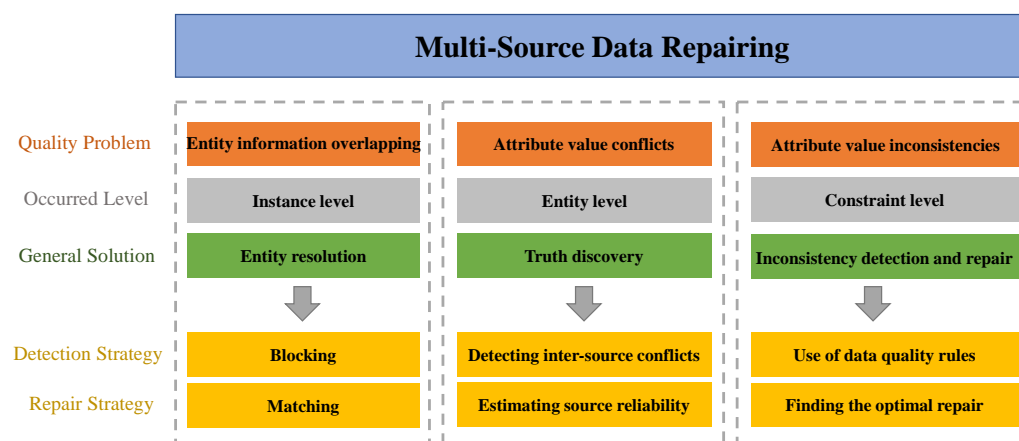 Multi-Source Data Repairing
Quality Problem
Entity information overlapping
Attribute value conflicts
Attribute value inconsistencies
Occurred Level
Instance level
Entity level
Constraint level
General Solution
Entity resolution
Truth discovery
Inconsistency detection and repair
Detection Strategy
Blocking
Detecting inter-source conflicts
Use of data quality rules
Repair Strategy
Matching
Estimating source reliability
Finding the optimal repair